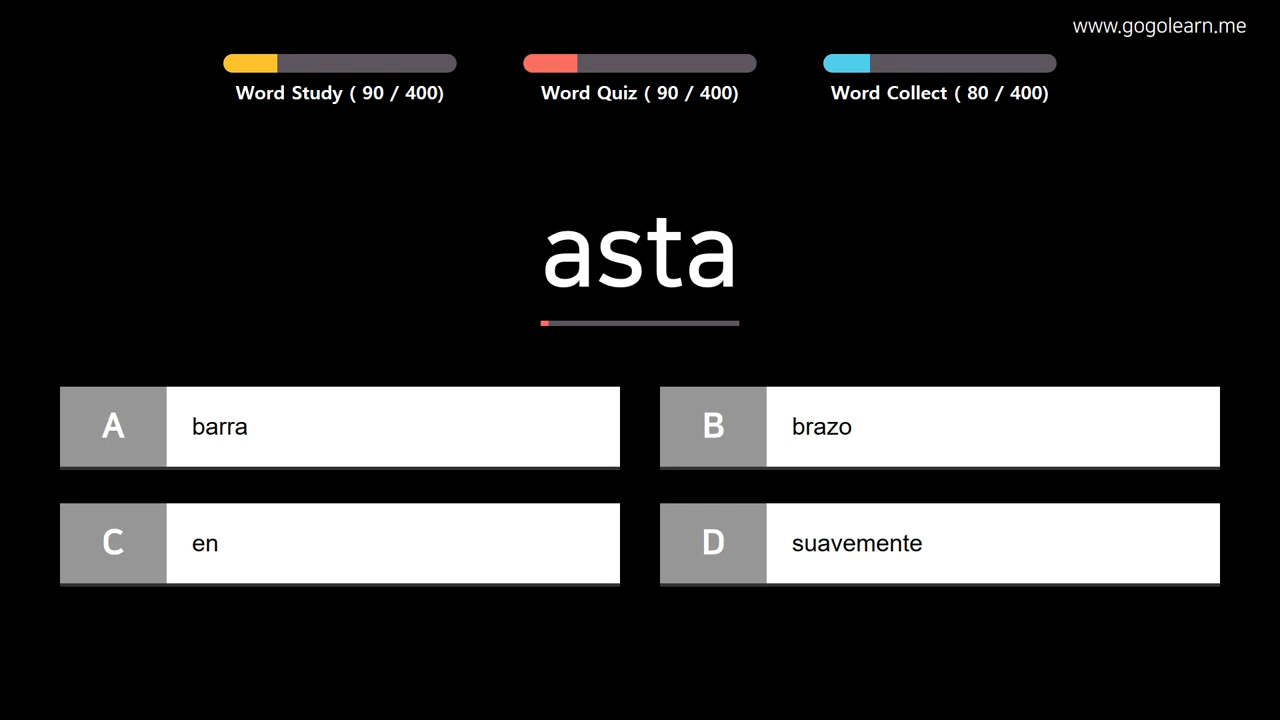 www.gogolearn.me
Word Study ( 90 / 400)
Word Quiz ( 90 / 400)
Word Collect ( 80 / 400)
asta
A barra
B brazo
C en
D suavemente